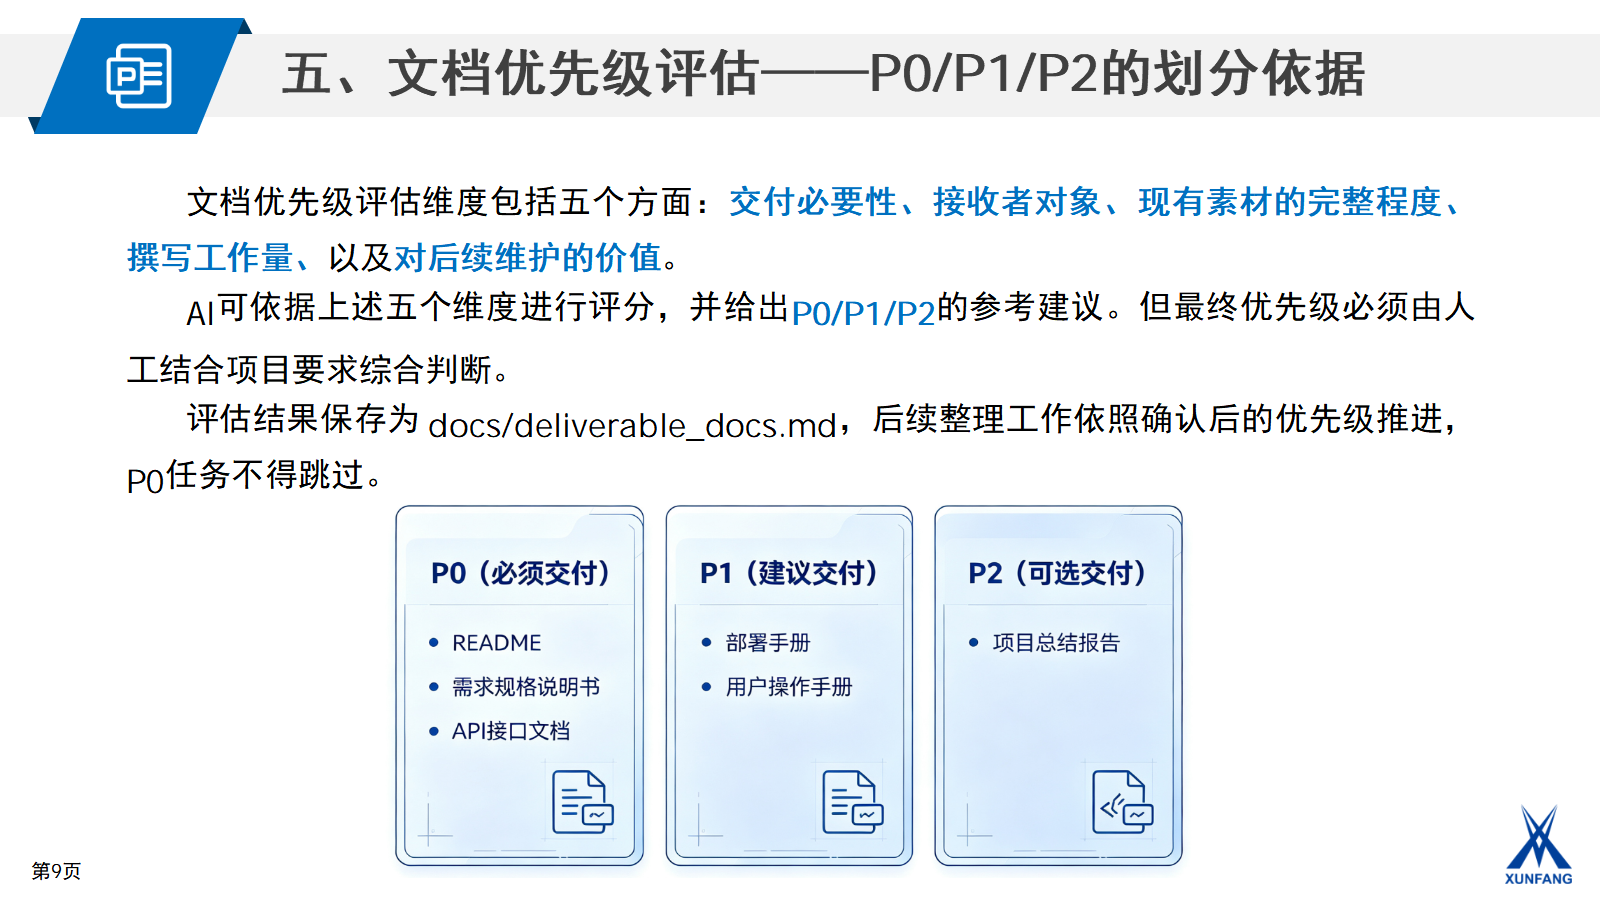 五、文档优先级评估——P0/P1/P2的划分依据
文档优先级评估维度包括五个方面：交付必要性、接收者对象、现有素材的完整程度、
撰写工作量、以及对后续维护的价值。
AI可依据上述五个维度进行评分，并给出P0/P1/P2的参考建议。但最终优先级必须由人
工结合项目要求综合判断。
评估结果保存为 docs/deliverable_docs.md，后续整理工作依照确认后的优先级推进，
P0任务不得跳过。
P0（必须交付）
• README
• 需求规格说明书
• API接口文档
P1（建议交付）
• 部署手册
• 用户操作手册
P2（可选交付）
• 项目总结报告
第9页
XUNFANG